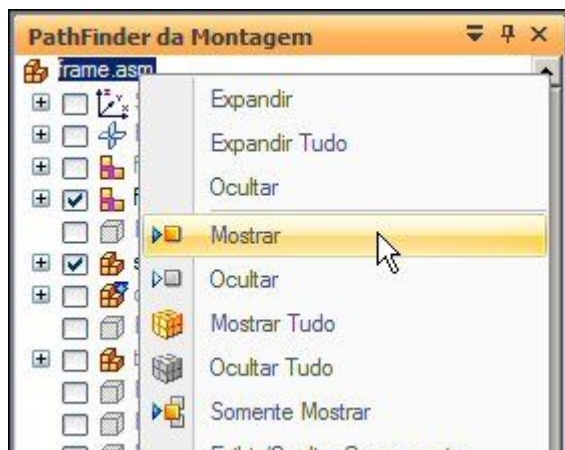 PathFinder da Montagem
frame.asm
Expandir
Expandir Tudo
Ocultar
Mostrar
Ocultar
Mostrar Tudo
Ocultar Tudo
Somente Mostrar